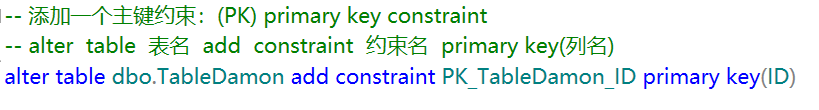 -- 添加一个主键约束：(PK) primary key constraint
-- alter  table  表名  add  constraint  约束名  primary key(列名)
alter table dbo.TableDamon add constraint PK_TableDamon_ID primary key(ID)